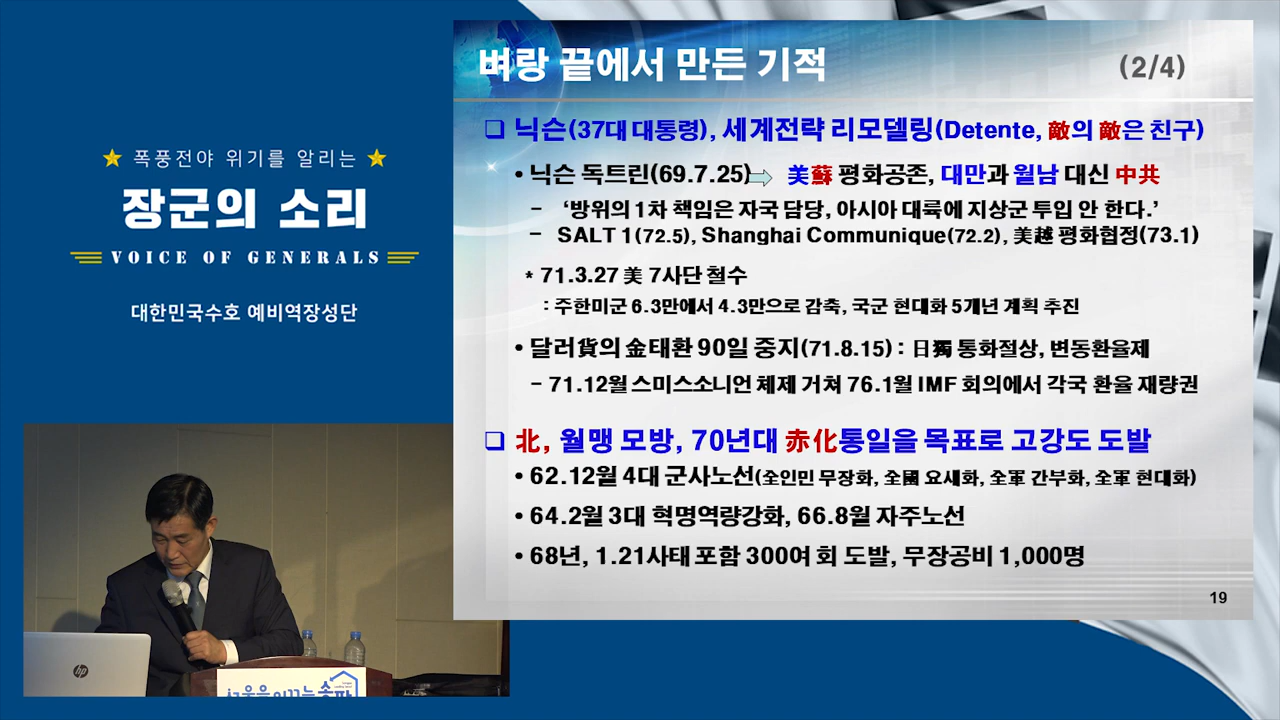 폭풍전야 위기를 알리는
장군의 소리
VOICE OF GENERALS
대한민국수호 예비역장성단
벼랑 끝에서 만든 기적 (2/4)
❑ 닉슨(37대 대통령), 세계전략 리모델링(Detente, 敵의 敵은 친구)
• 닉슨 독트린(69.7.25)⇨ 美蘇 평화공존, 대만과 월남 대신 中共
- ‘방위의 1차 책임은 자국 담당, 아시아 대륙에 지상군 투입 안 한다.’
- SALT 1(72.5), Shanghai Communique(72.2), 美越 평화협정(73.1)
* 71.3.27 美 7사단 철수
: 주한미군 6.3만에서 4.3만으로 감축, 국군 현대화 5개년 계획 추진
• 달러貨의 金태환 90일 중지(71.8.15) : 日獨 통화절상, 변동환율제
- 71.12월 스미스소니언 체제 거쳐 76.1월 IMF 회의에서 각국 환율 재량권
❑ 北, 월맹 모방, 70년대 赤化통일을 목표로 고강도 도발
• 62.12월 4대 군사노선(全인민 무장화, 全國 요새화, 全軍 간부화, 全軍 현대화)
• 64.2월 3대 혁명역량강화, 66.8월 자주노선
• 68년, 1.21사태 포함 300여 회 도발, 무장공비 1,000명
19
hp